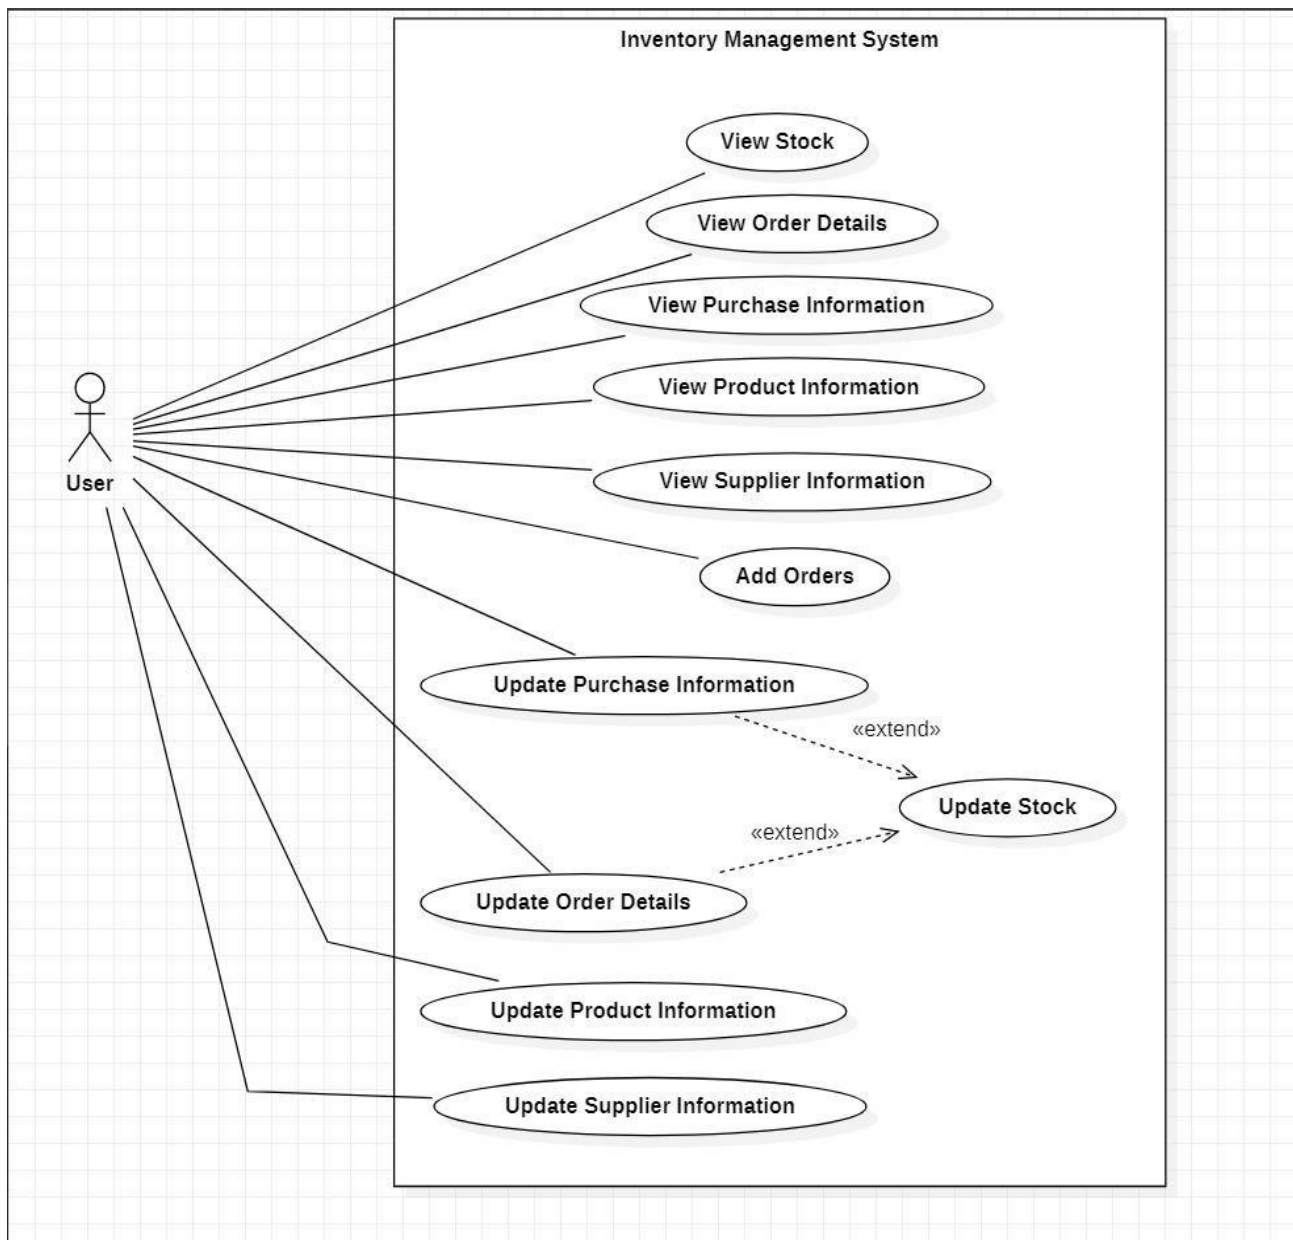 Inventory Management System
View Stock
View Order Details
View Purchase Information
View Product Information
User
View Supplier Information
Add Orders
Update Purchase Information
«extend»
Update Stock
«extend»
Update Order Details
Update Product Information
Update Supplier Information